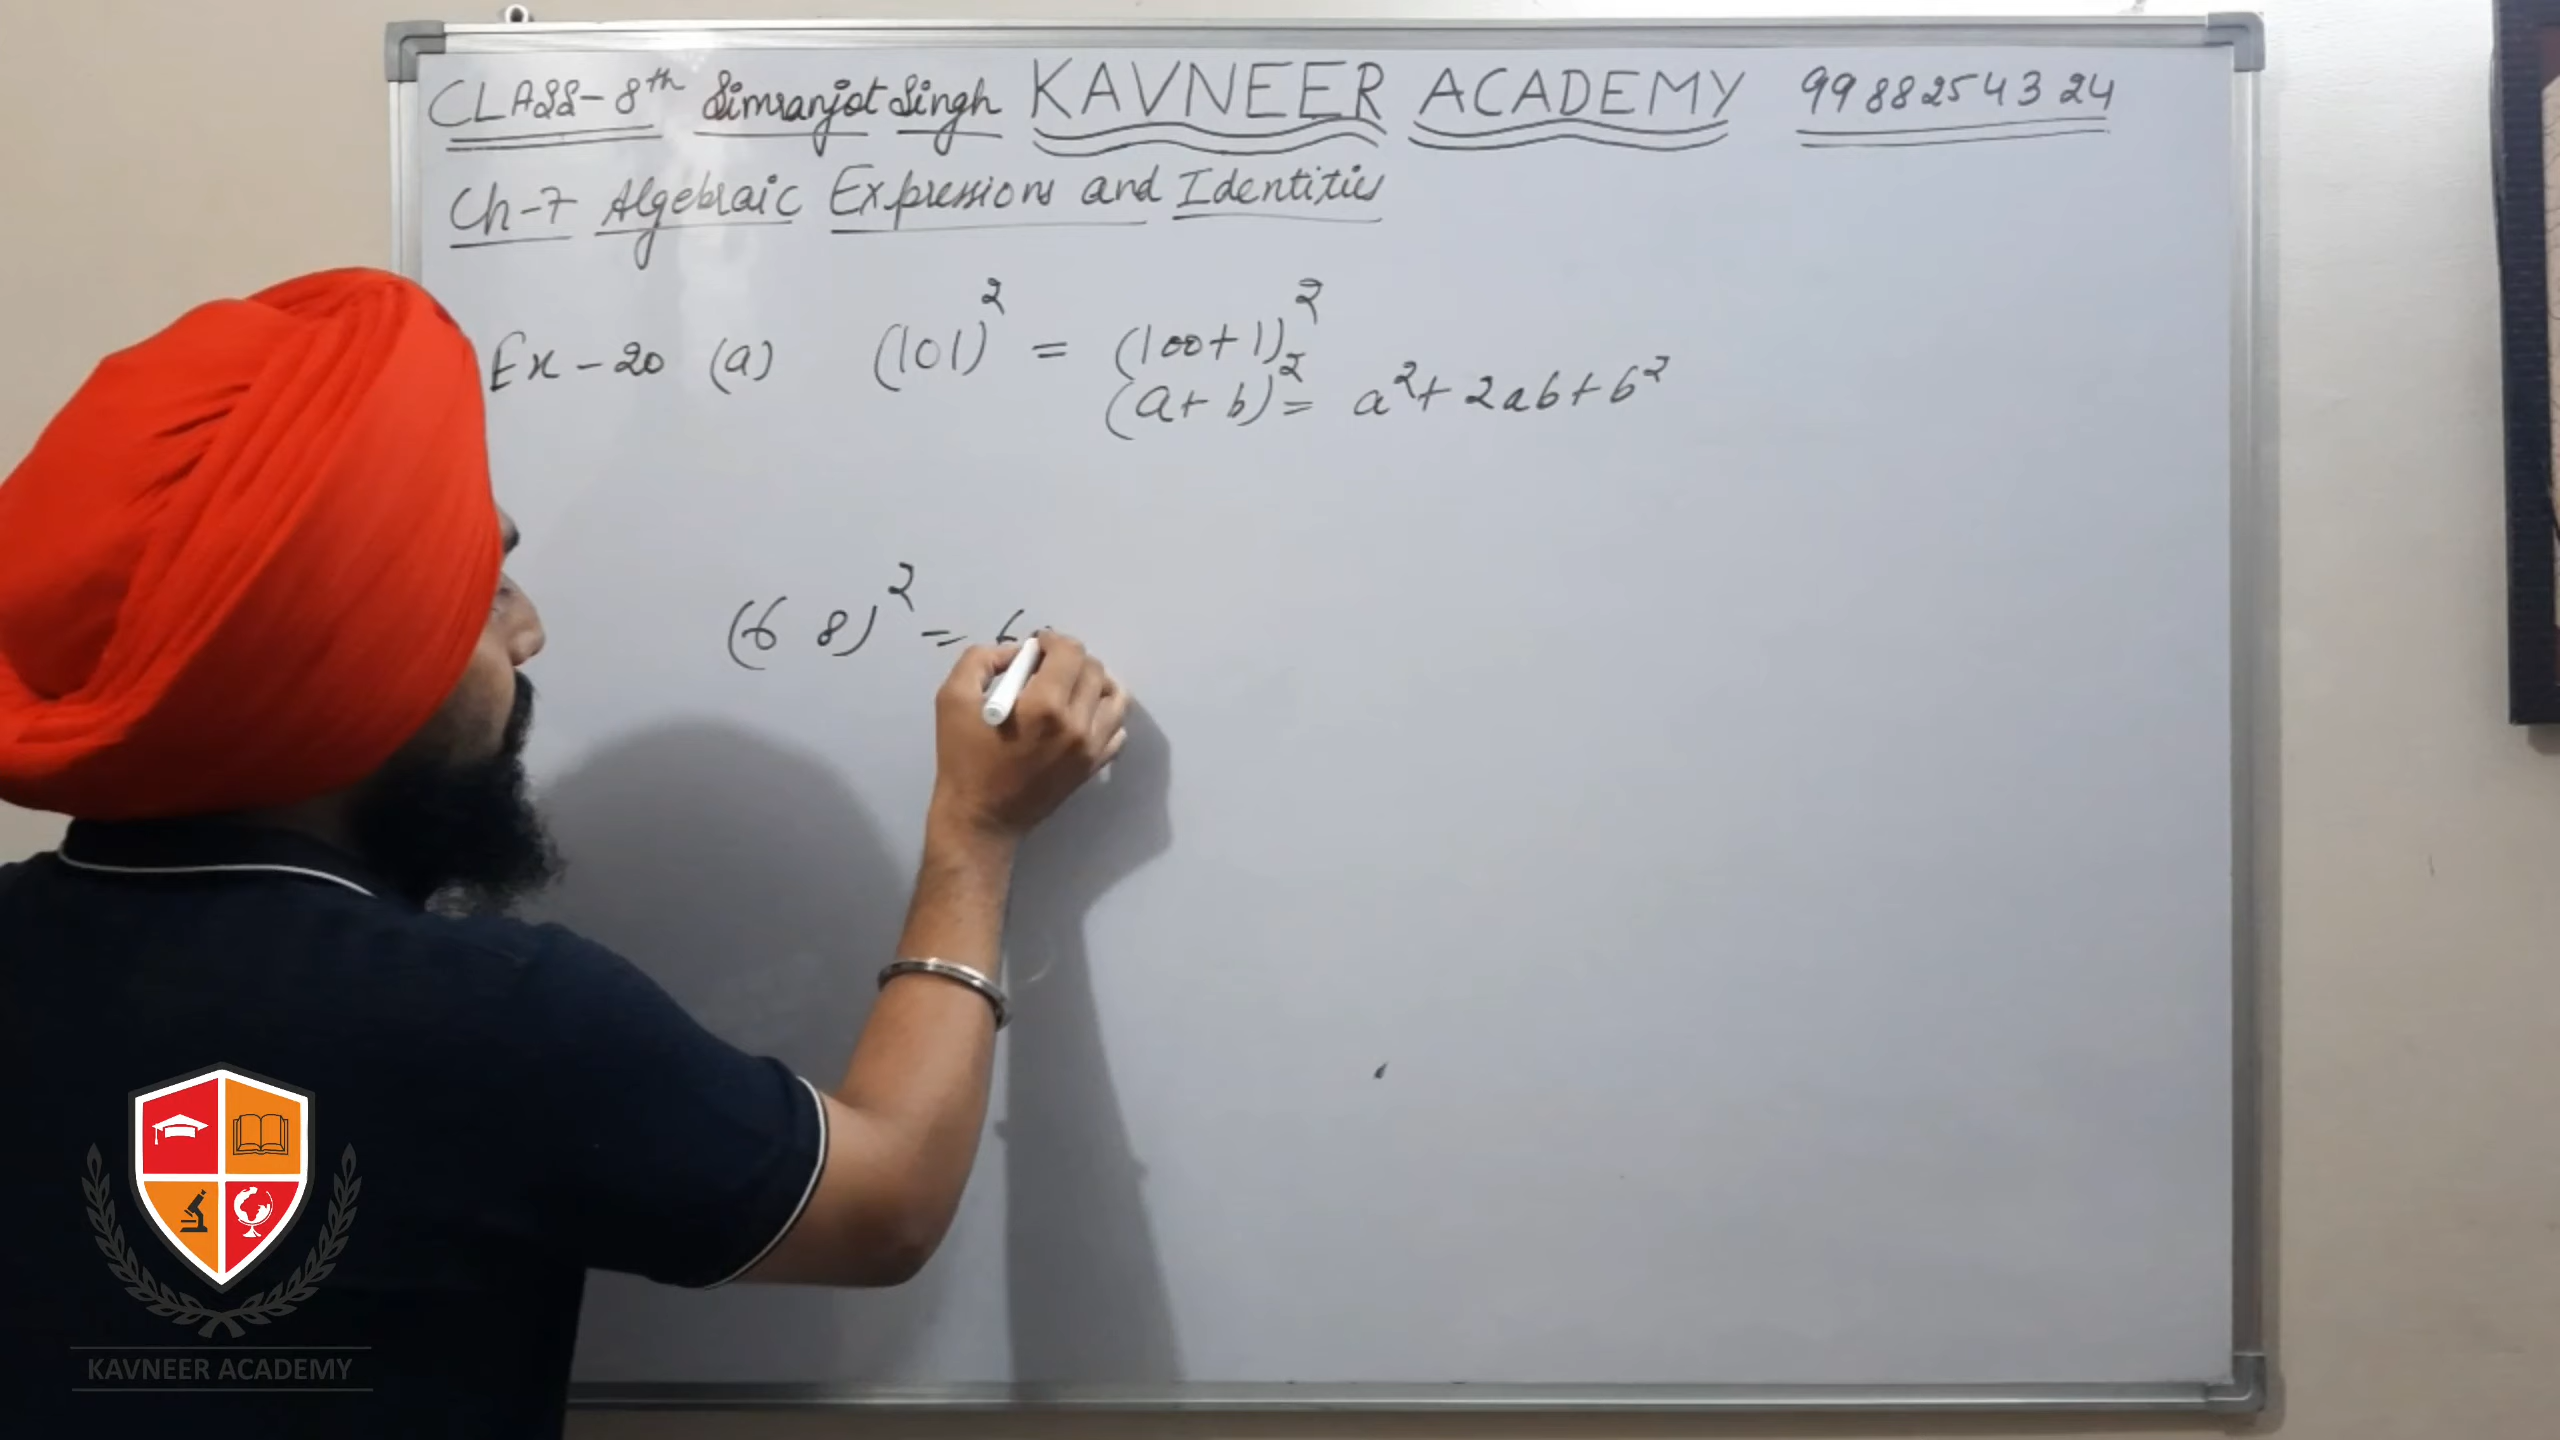 CLASS-8th Simranjot Singh KAVNEER ACADEMY 9988254324
Ch-7 Algebraic Expressions and Identities
Ex-20 (a) (101)² = (100+1)²
(a+b)² = a²+2ab+b²
(6 8)² = 6
KAVNEER ACADEMY